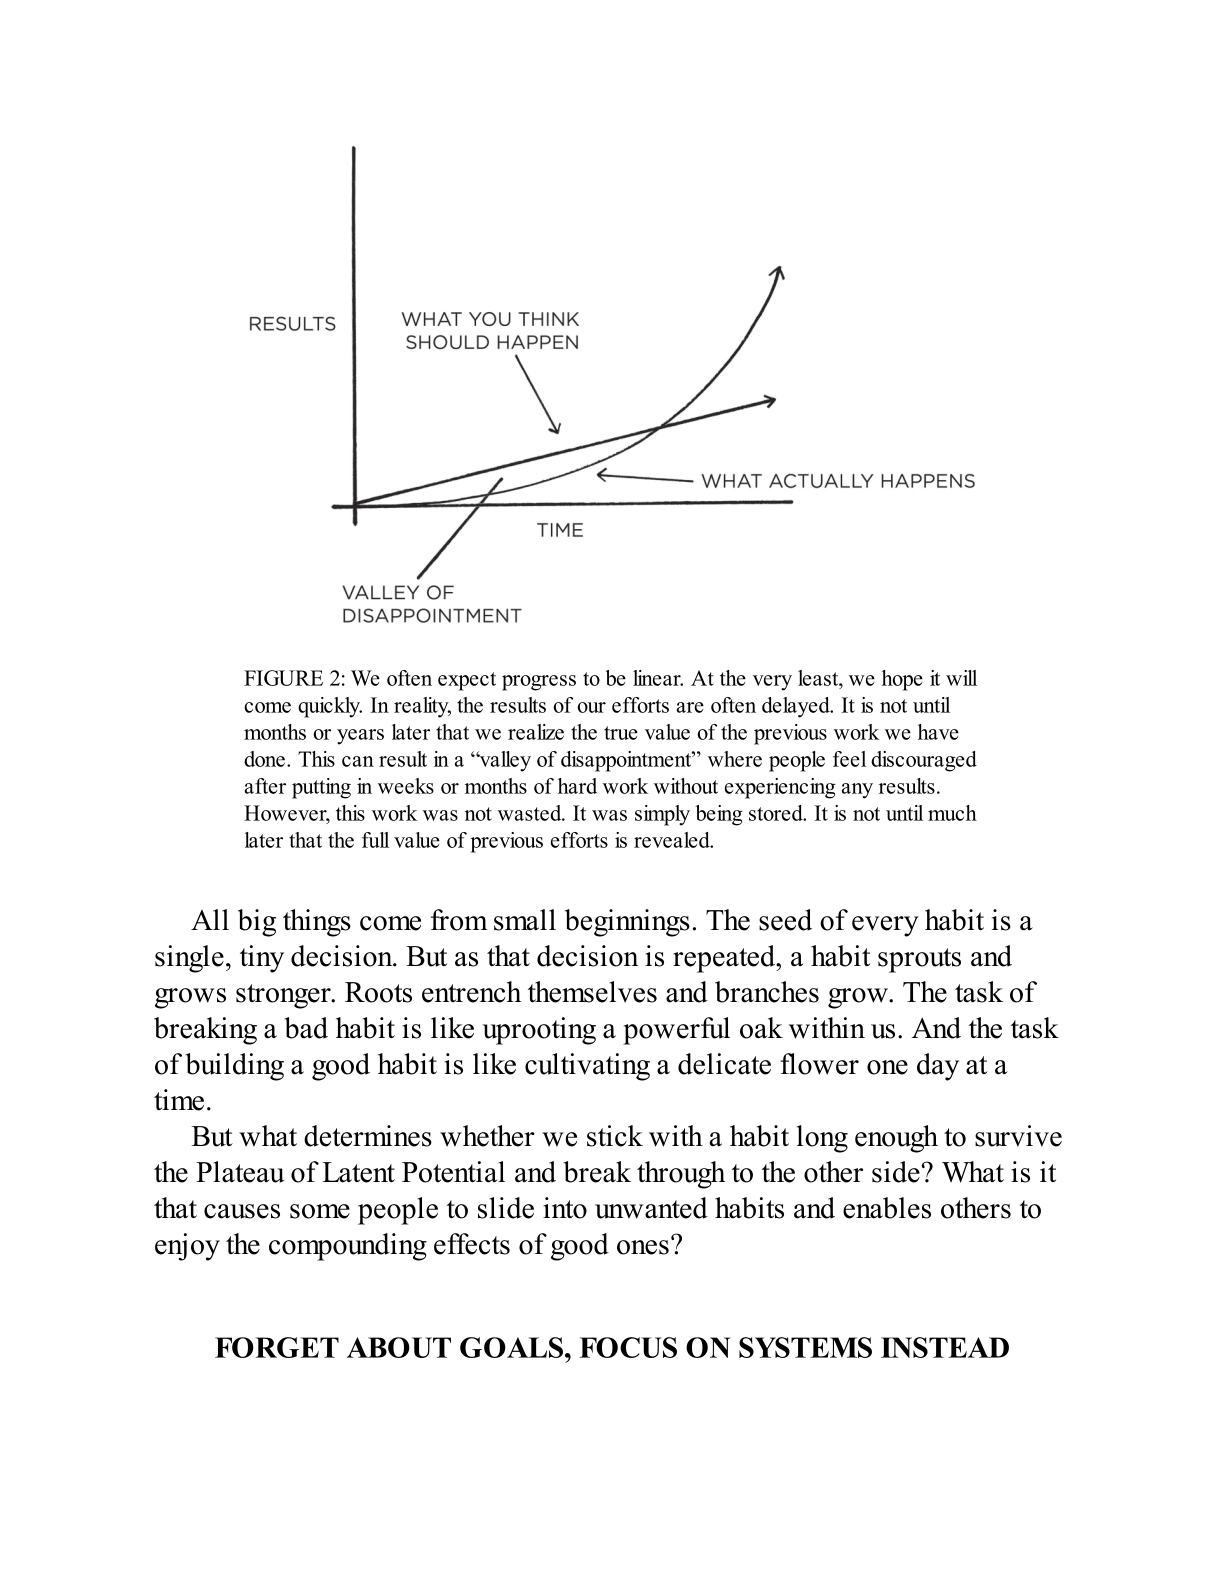 RESULTS
WHAT YOU THINK
SHOULD HAPPEN
WHAT ACTUALLY HAPPENS
TIME
VALLEY OF
DISAPPOINTMENT
FIGURE 2: We often expect progress to be linear. At the very least, we hope it will
come quickly. In reality, the results of our efforts are often delayed. It is not until
months or years later that we realize the true value of the previous work we have
done. This can result in a “valley of disappointment” where people feel discouraged
after putting in weeks or months of hard work without experiencing any results.
However, this work was not wasted. It was simply being stored. It is not until much
later that the full value of previous efforts is revealed.
All big things come from small beginnings. The seed of every habit is a
single, tiny decision. But as that decision is repeated, a habit sprouts and
grows stronger. Roots entrench themselves and branches grow. The task of
breaking a bad habit is like uprooting a powerful oak within us. And the task
of building a good habit is like cultivating a delicate flower one day at a
time.
But what determines whether we stick with a habit long enough to survive
the Plateau of Latent Potential and break through to the other side? What is it
that causes some people to slide into unwanted habits and enables others to
enjoy the compounding effects of good ones?
FORGET ABOUT GOALS, FOCUS ON SYSTEMS INSTEAD